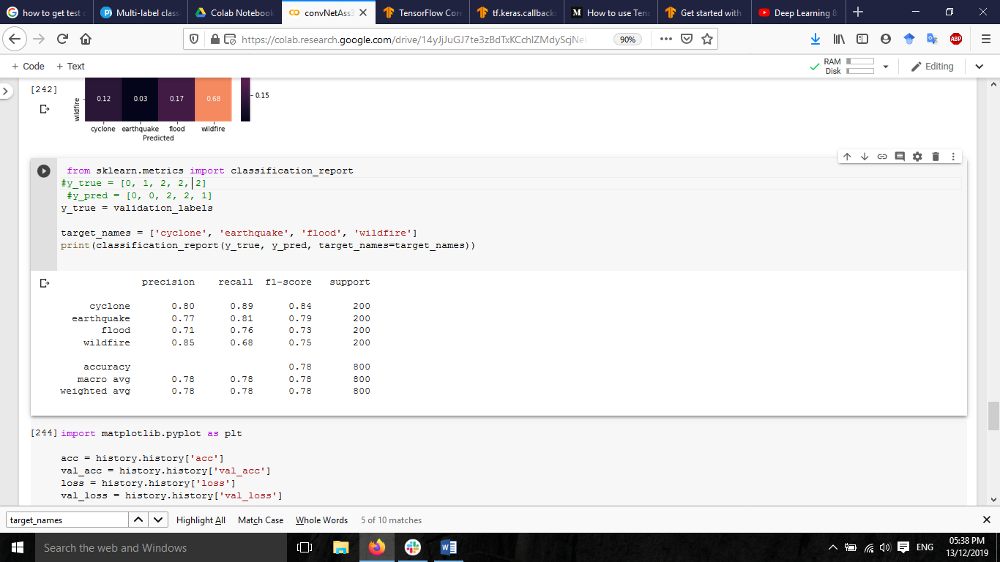 how to get test
Multi-label class
Colab Notebook
convNetAss3
TensorFlow Core
tf.keras.callbacks
How to use Tens
Get started with
Deep Learning 8
https://colab.research.google.com/drive/14yJjJuGJ7te3zBdTxKCchlZMdyScjNel
90%
ABP
+ Code + Text
RAM
Disk
Editing
[242]
wildfire
0.12 0.03 0.17 0.68
0.15
cyclone earthquake flood wildfire
Predicted
from sklearn.metrics import classification_report
#y_true = [0, 1, 2, 2, 2]
#y_pred = [0, 0, 2, 2, 1]
y_true = validation_labels
target_names = ['cyclone', 'earthquake', 'flood', 'wildfire']
print(classification_report(y_true, y_pred, target_names=target_names))
precision recall f1-score support
cyclone 0.80 0.89 0.84 200
earthquake 0.77 0.81 0.79 200
flood 0.71 0.76 0.73 200
wildfire 0.85 0.68 0.75 200
accuracy 0.78 800
macro avg 0.78 0.78 0.78 800
weighted avg 0.78 0.78 0.78 800
[244] import matplotlib.pyplot as plt
acc = history.history['acc']
val_acc = history.history['val_acc']
loss = history.history['loss']
val_loss = history.history['val_loss']
target_names
Highlight All Match Case Whole Words 5 of 10 matches
Search the web and Windows
ENG
05:38 PM
13/12/2019